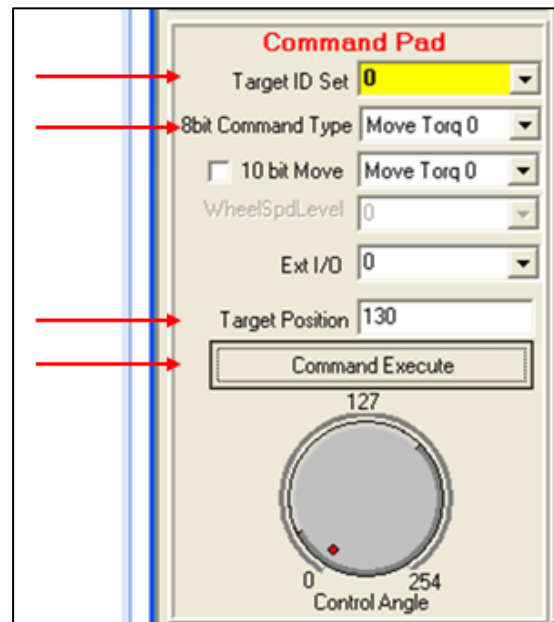 Command Pad
Target ID Set 0
8bit Command Type Move Torq 0
10 bit Move Move Torq 0
WheelSpdLevel 0
Ext I/O 0
Target Position 130
Command Execute
127
0 254
Control Angle